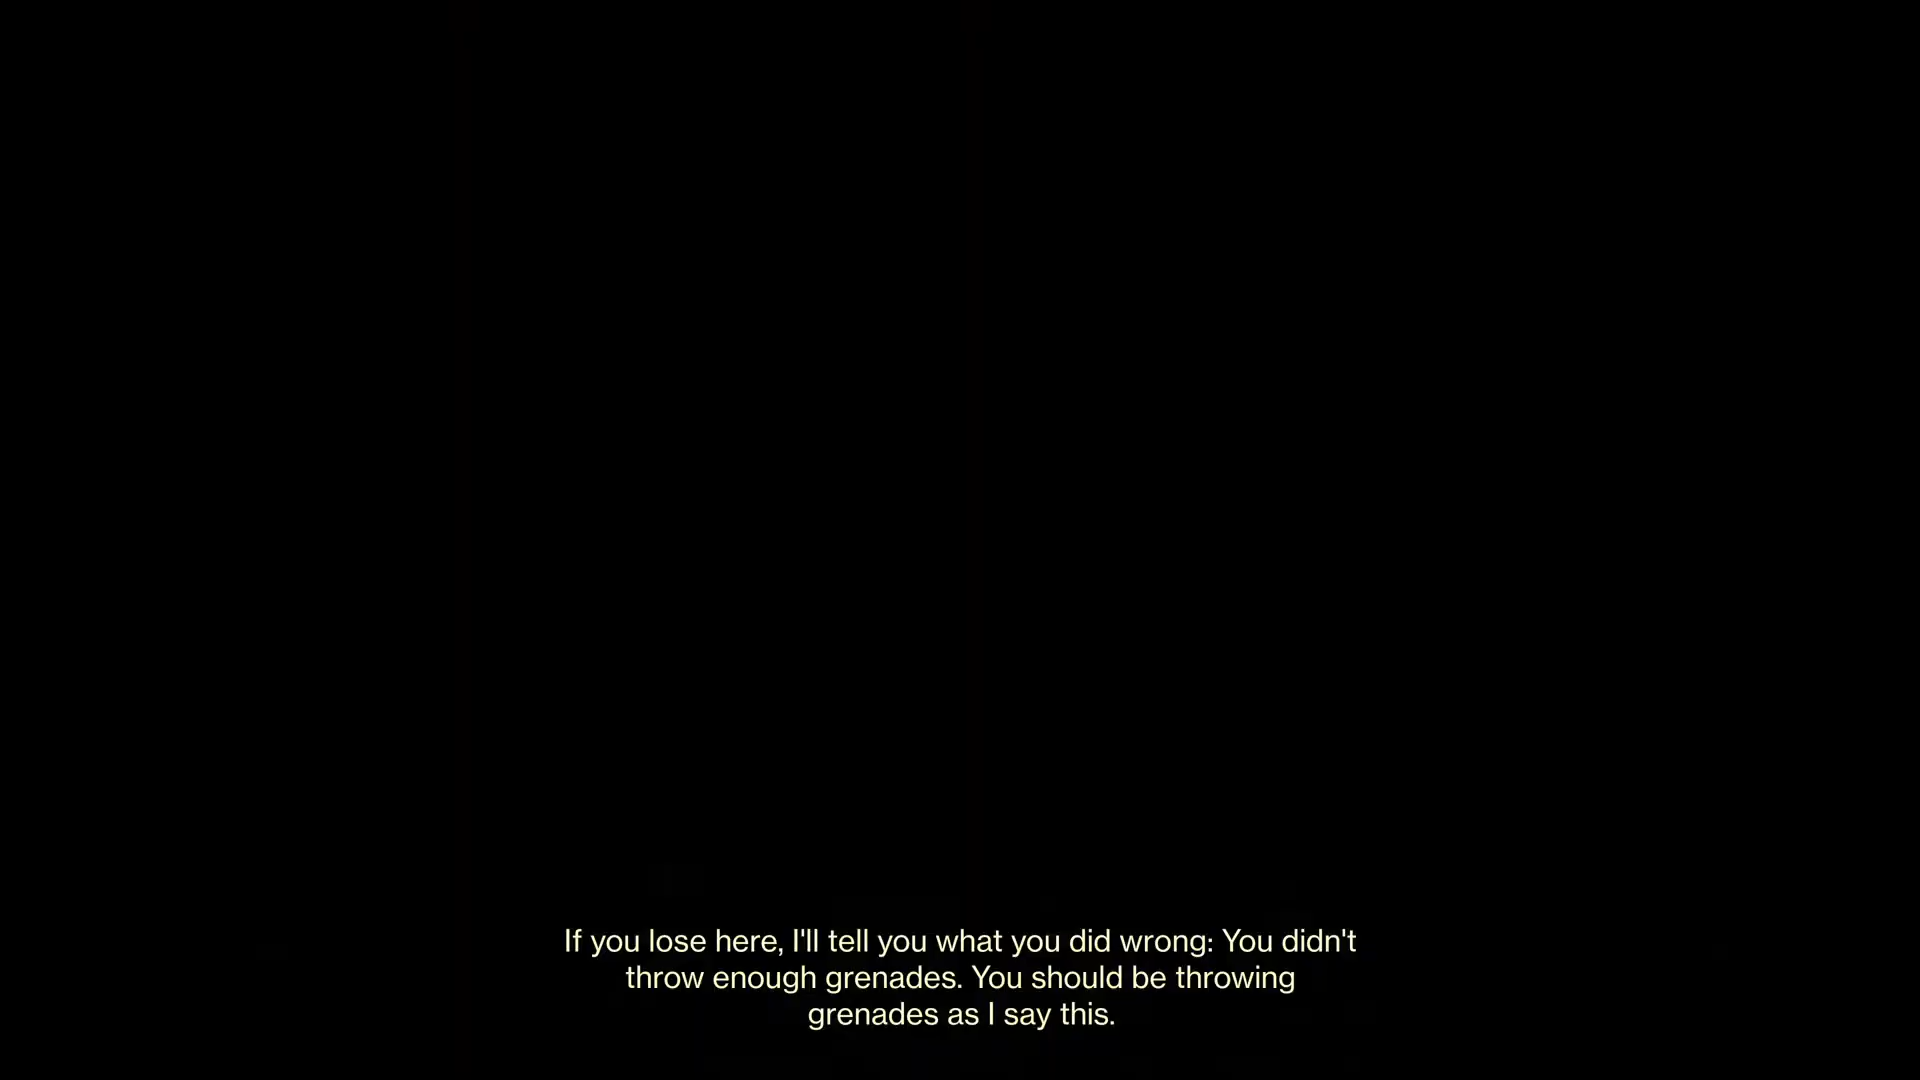 If you lose here, I'll tell you what you did wrong: You didn't
throw enough grenades. You should be throwing
grenades as I say this.